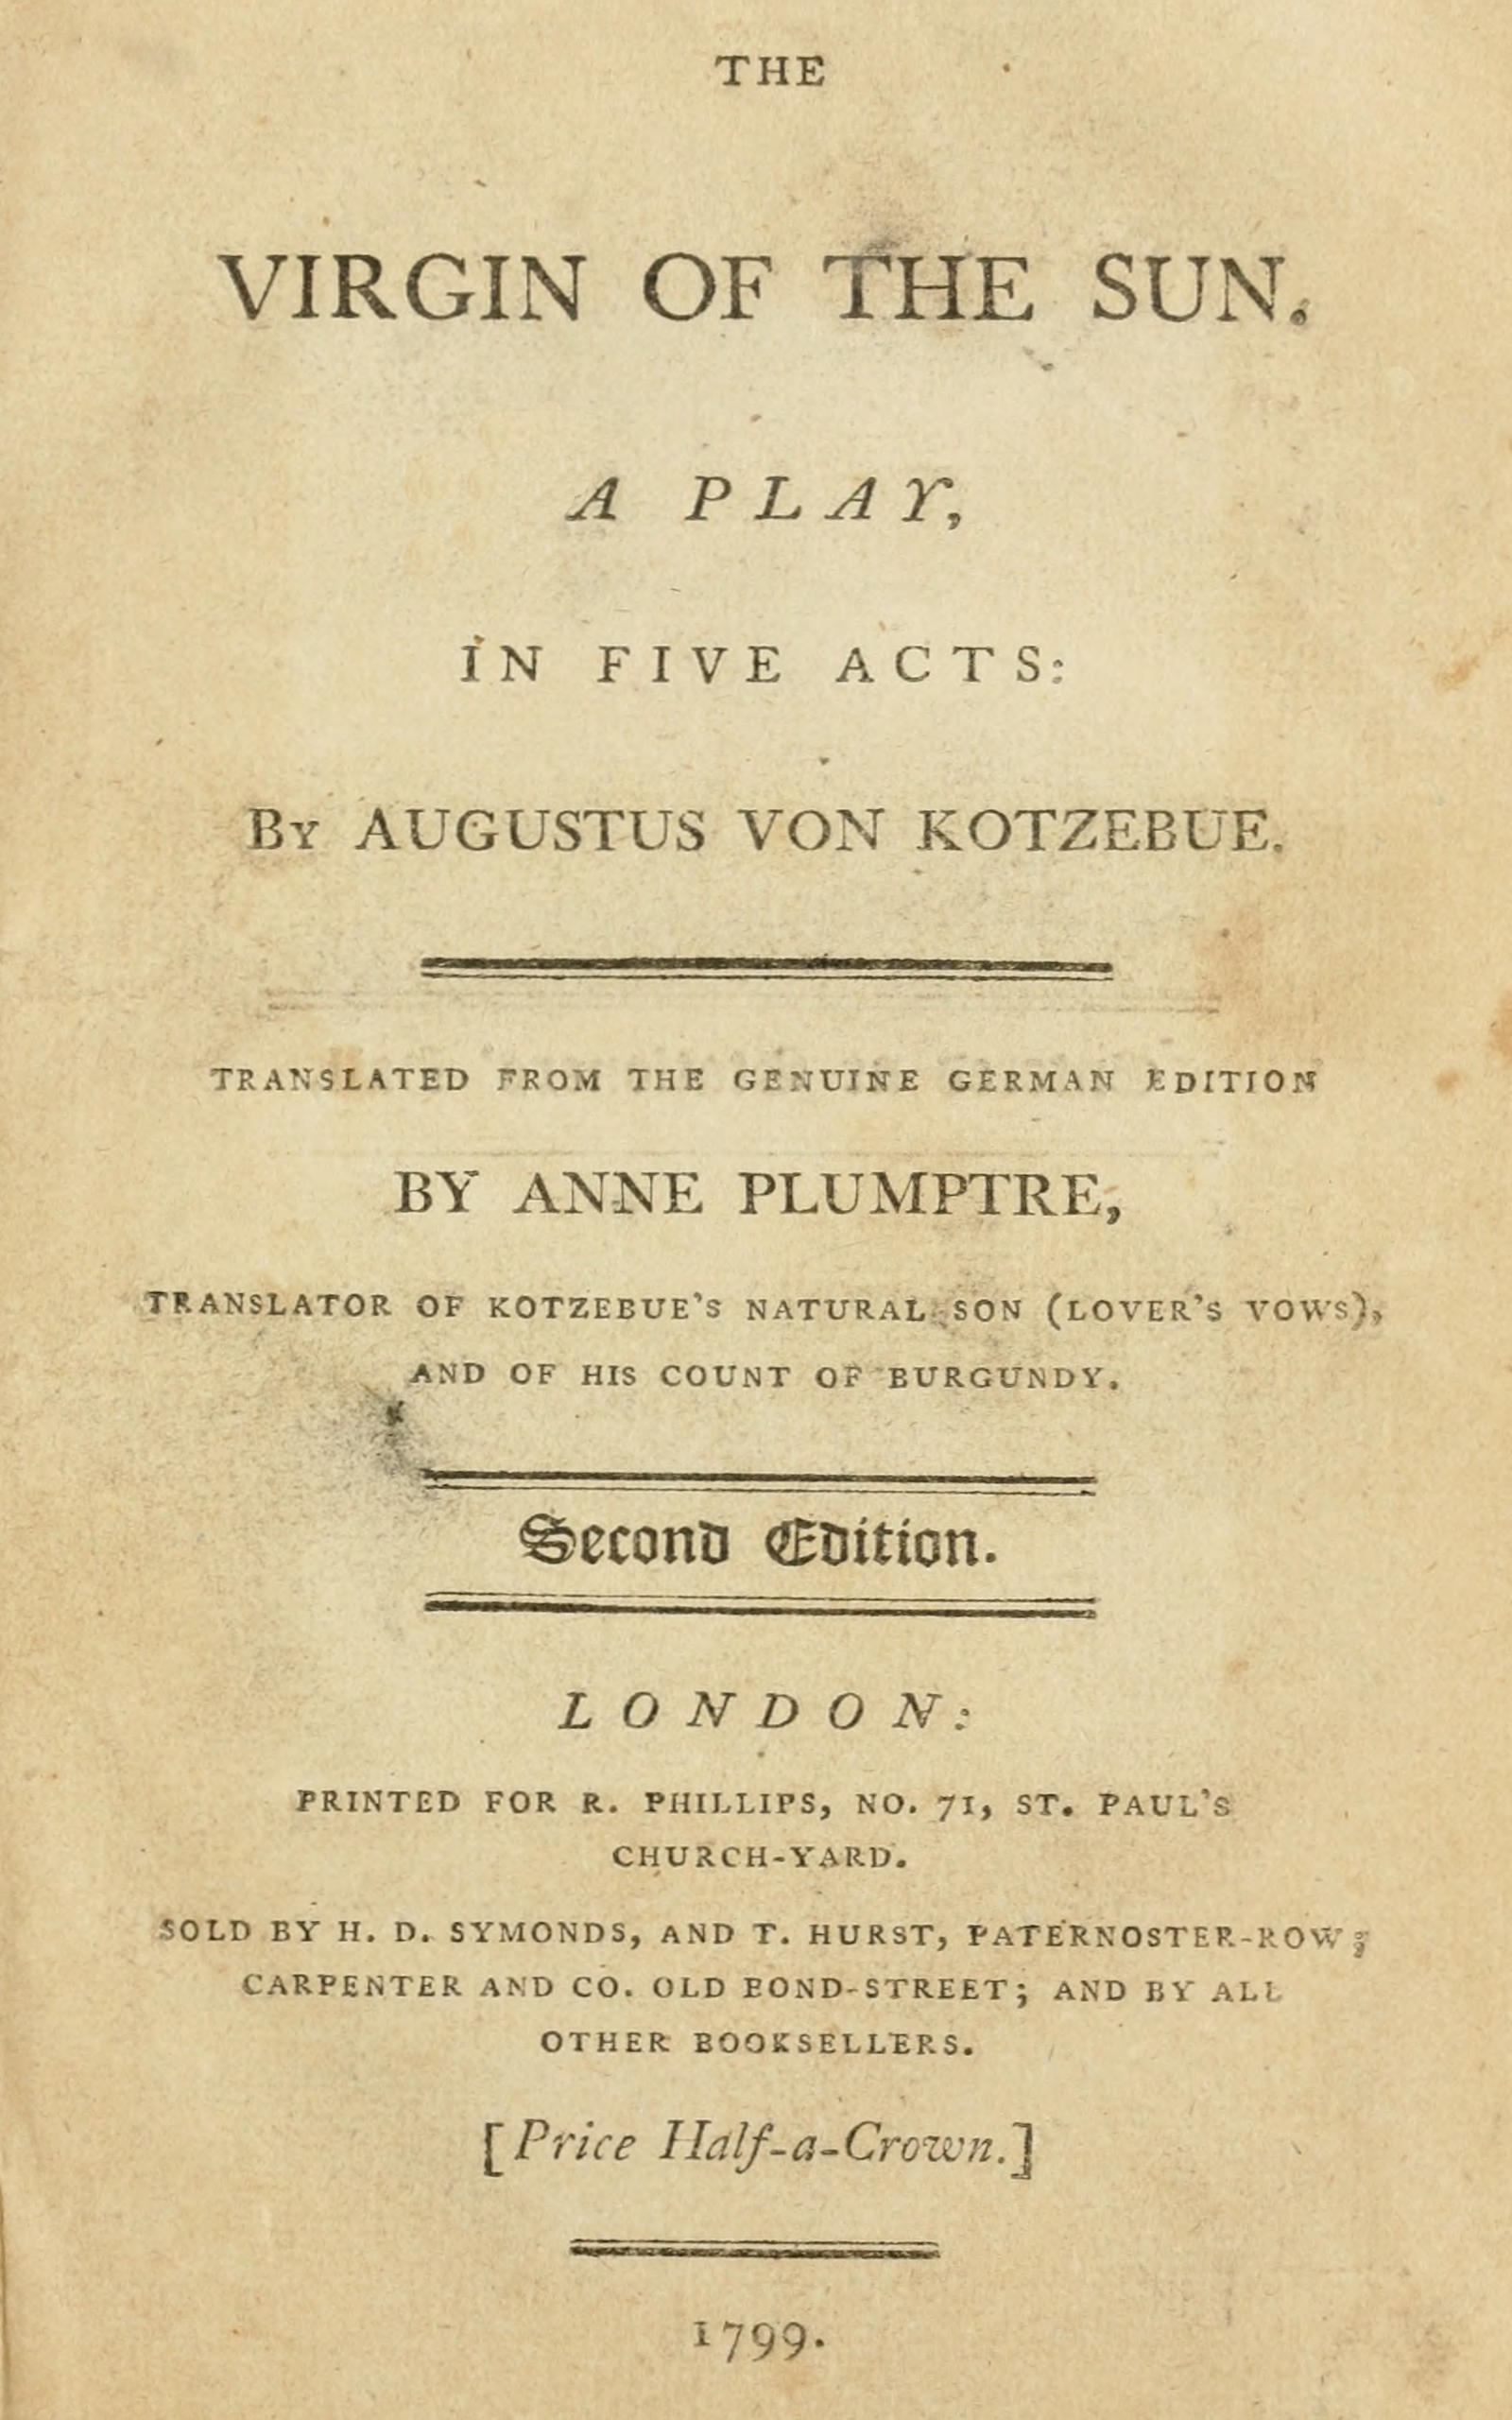 THE
VIRGIN OF THE SUN.
A PLAY,
IN FIVE ACTS:
BY AUGUSTUS VON KOTZEBUE.
TRANSLATED FROM THE GENUINE GERMAN EDITION
BY ANNE PLUMPTRE,
TRANSLATOR OF KOTZEBUE'S NATURAL SON (LOVER'S VOWS),
AND OF HIS COUNT OF BURGUNDY.
Second Edition.
LONDON:
PRINTED FOR R. PHILLIPS, NO. 71, ST. PAUL'S
CHURCH-YARD.
SOLD BY H. D. SYMONDS, AND T. HURST, PATERNOSTER-ROW;
CARPENTER AND CO. OLD BOND-STREET; AND BY ALL
OTHER BOOKSELLERS.
[Price Half-a-Crown.]
1799.